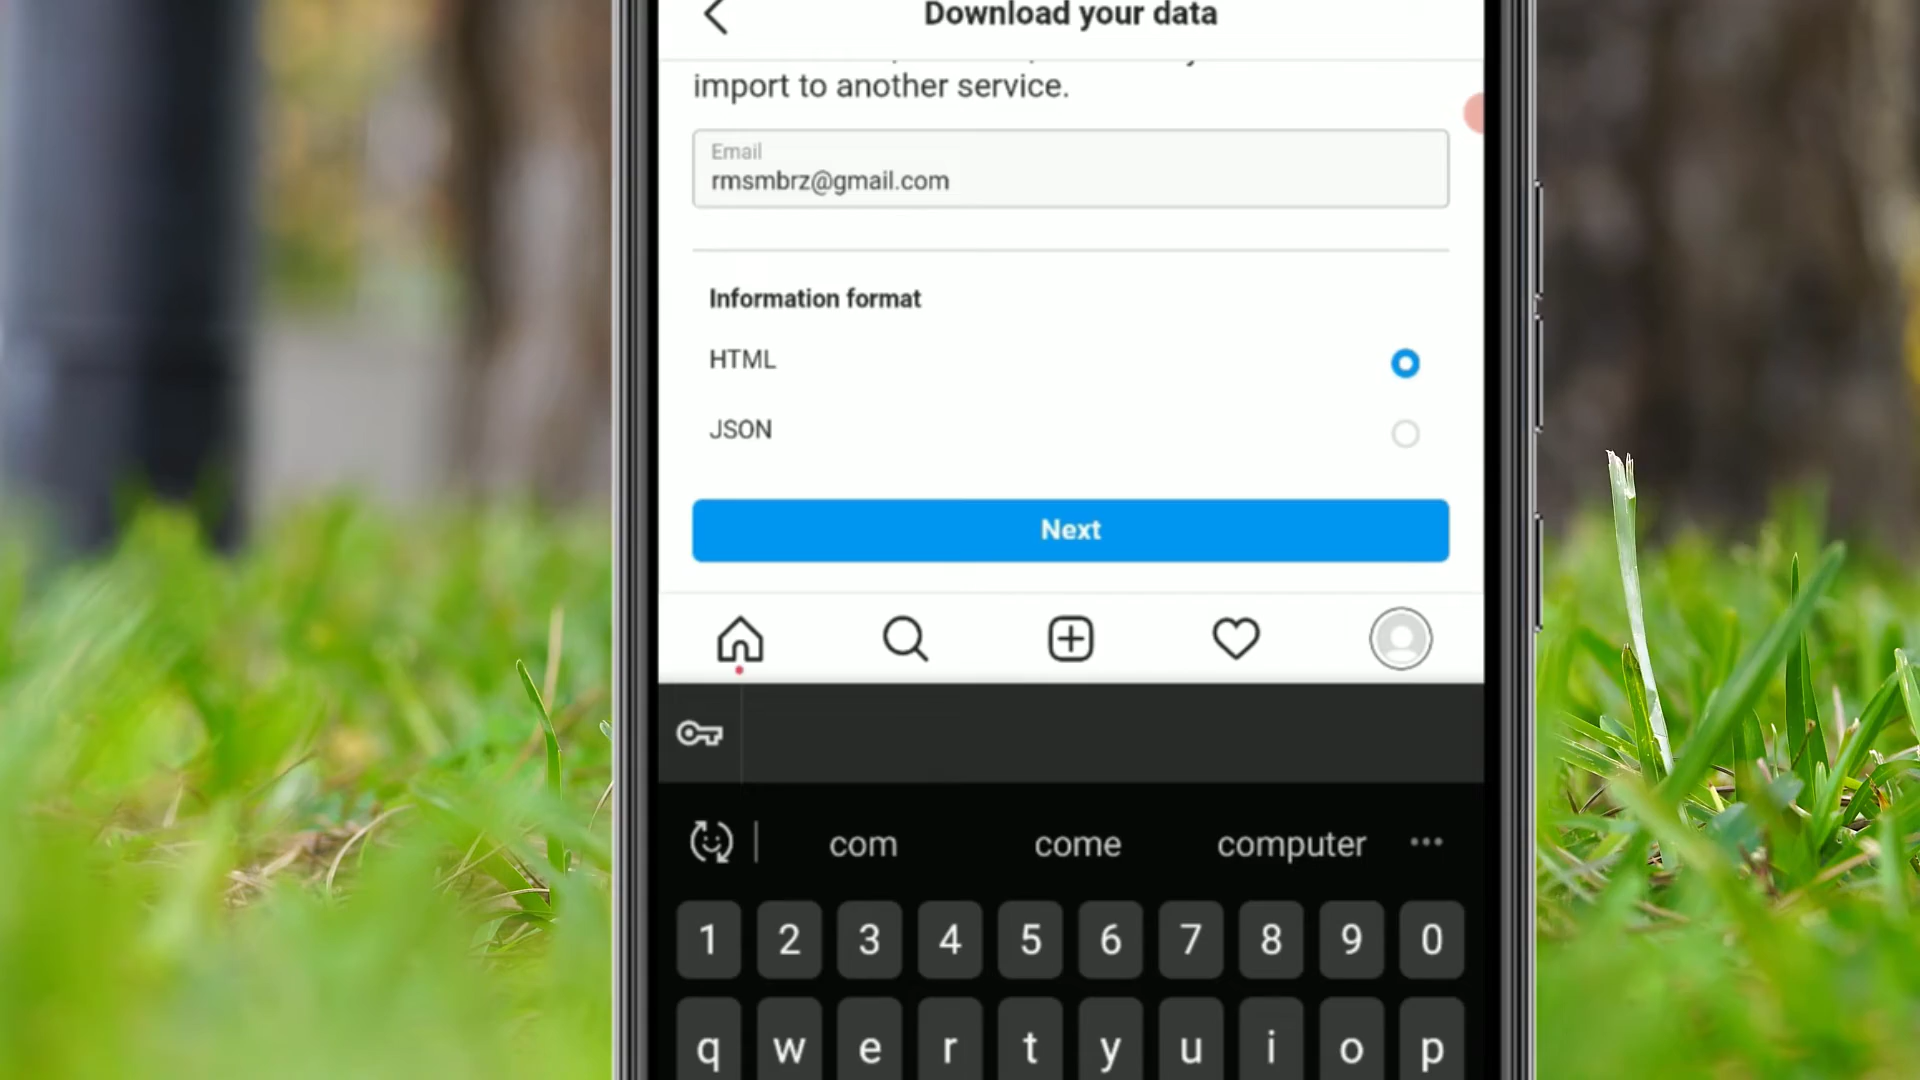 Download your data
import to another service.
Email
rmsmbrz@gmail.com
Information format
HTML
JSON
Next
com come computer
1 2 3 4 5 6 7 8 9 0
q w e r t y u i o p